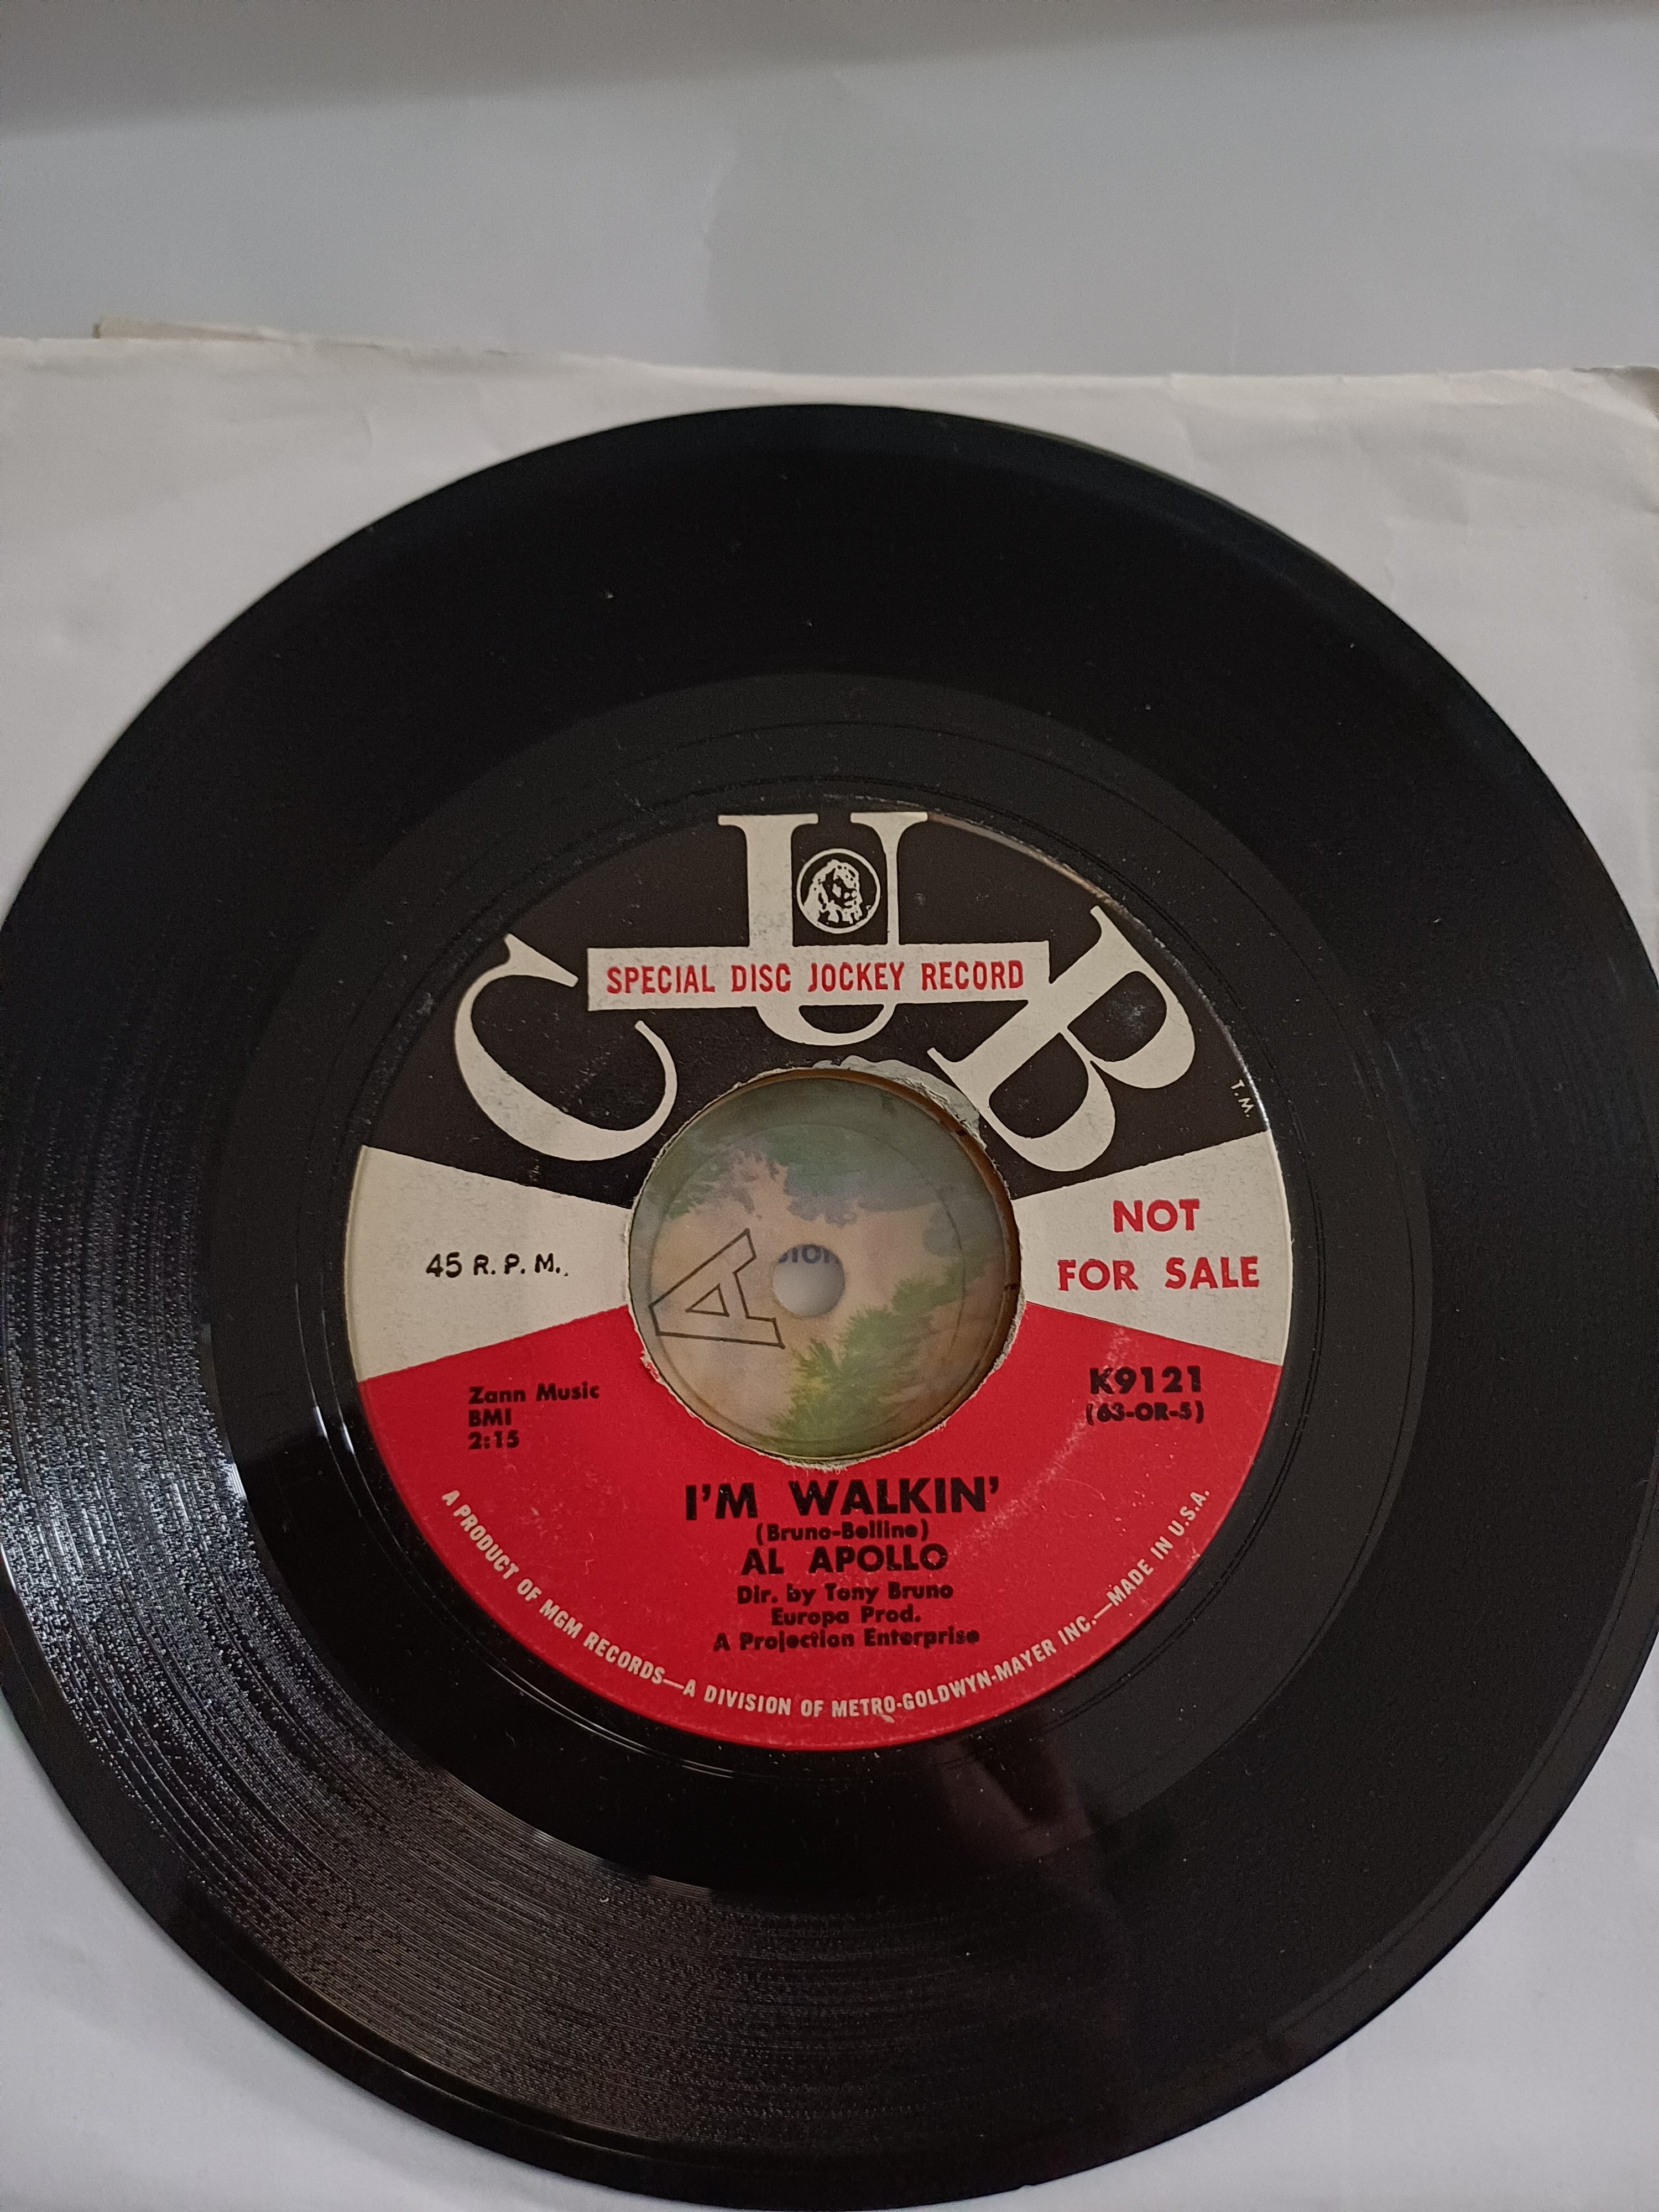 CUB
SPECIAL DISC JOCKEY RECORD
T.M.
45 R.P.M.
NOT
FOR SALE
A
Zann Music
BMI
2:15
K9121
(63-OR-5)
I'M WALKIN'
(Bruno-Belline)
AL APOLLO
Dir. by Tony Bruno
Europa Prod.
A Projection Enterprise
A PRODUCT OF MGM RECORDS—A DIVISION OF METRO-GOLDWYN-MAYER INC.—MADE IN U.S.A.